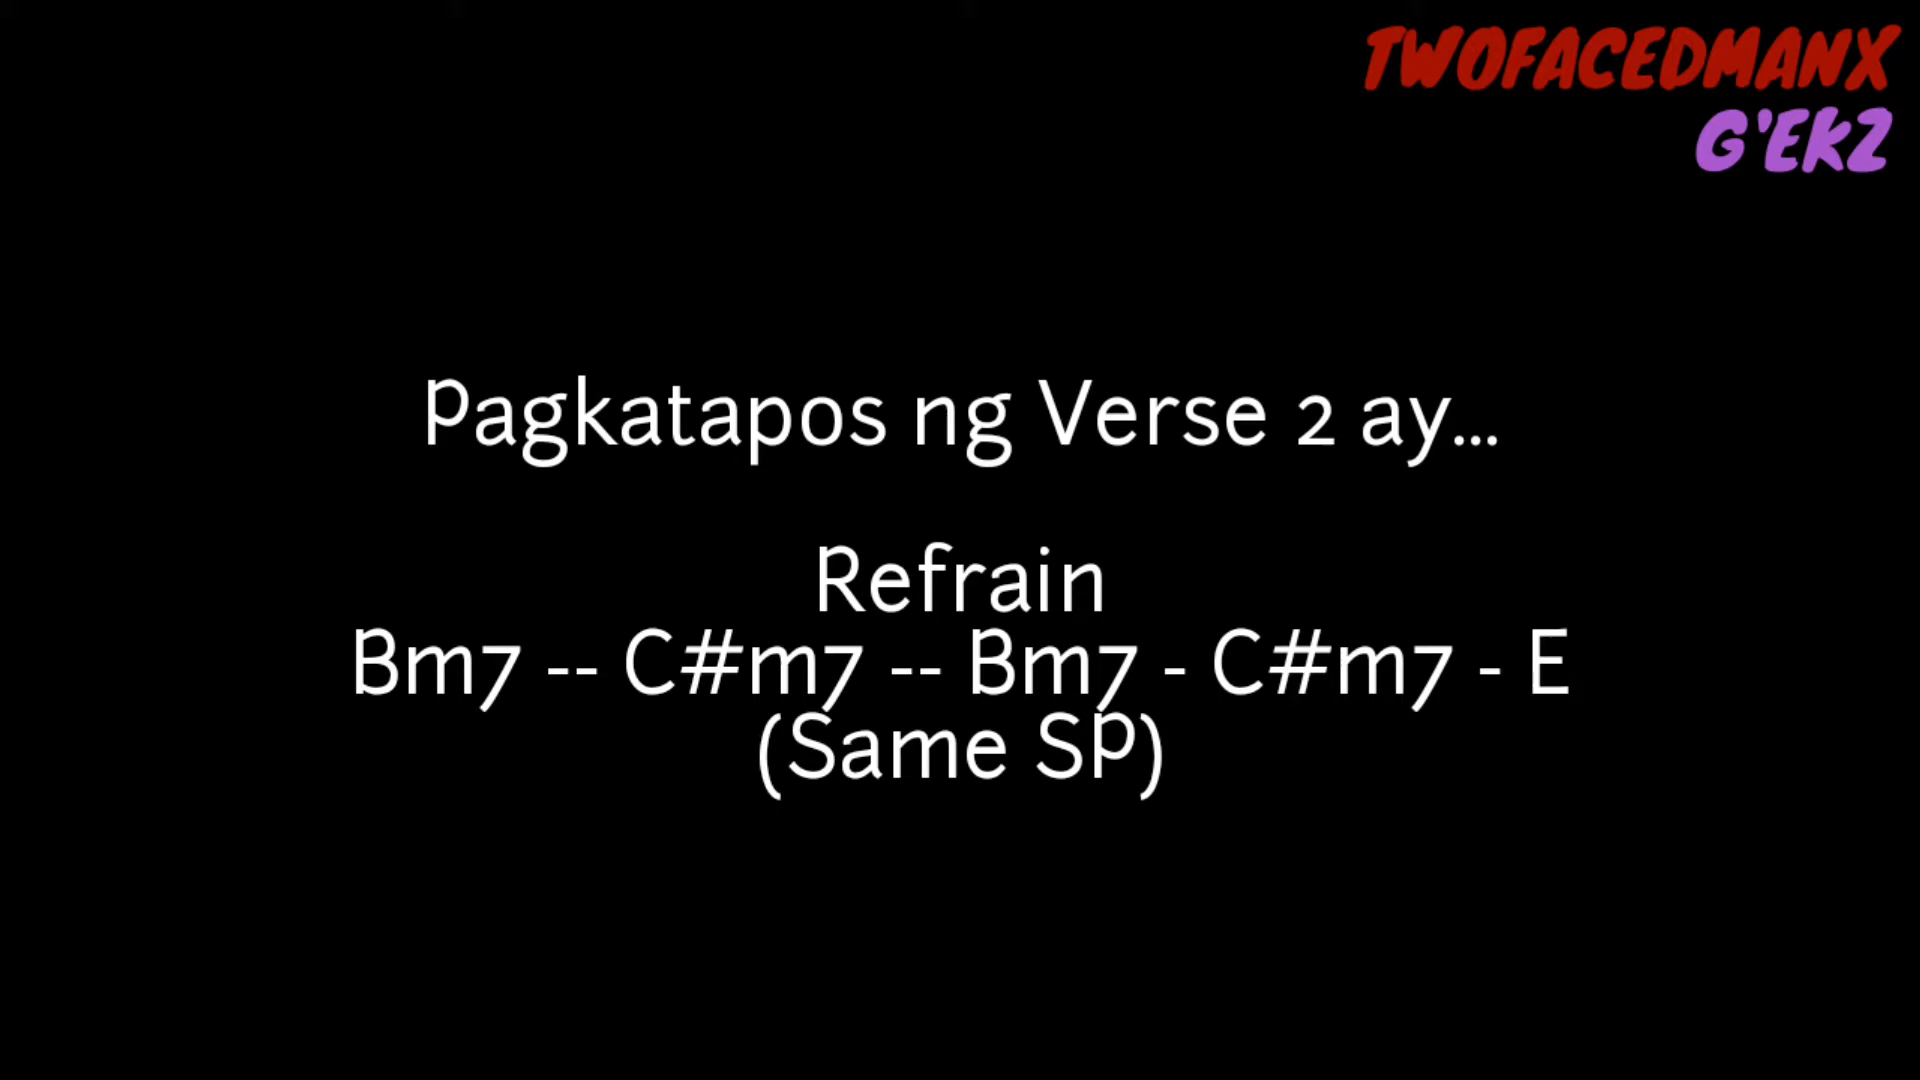 TWOFACEDMANX
G'EKZ
Pagkatapos ng Verse 2 ay...
Refrain
Bm7 -- C#m7 -- Bm7 - C#m7 - E
(Same SP)